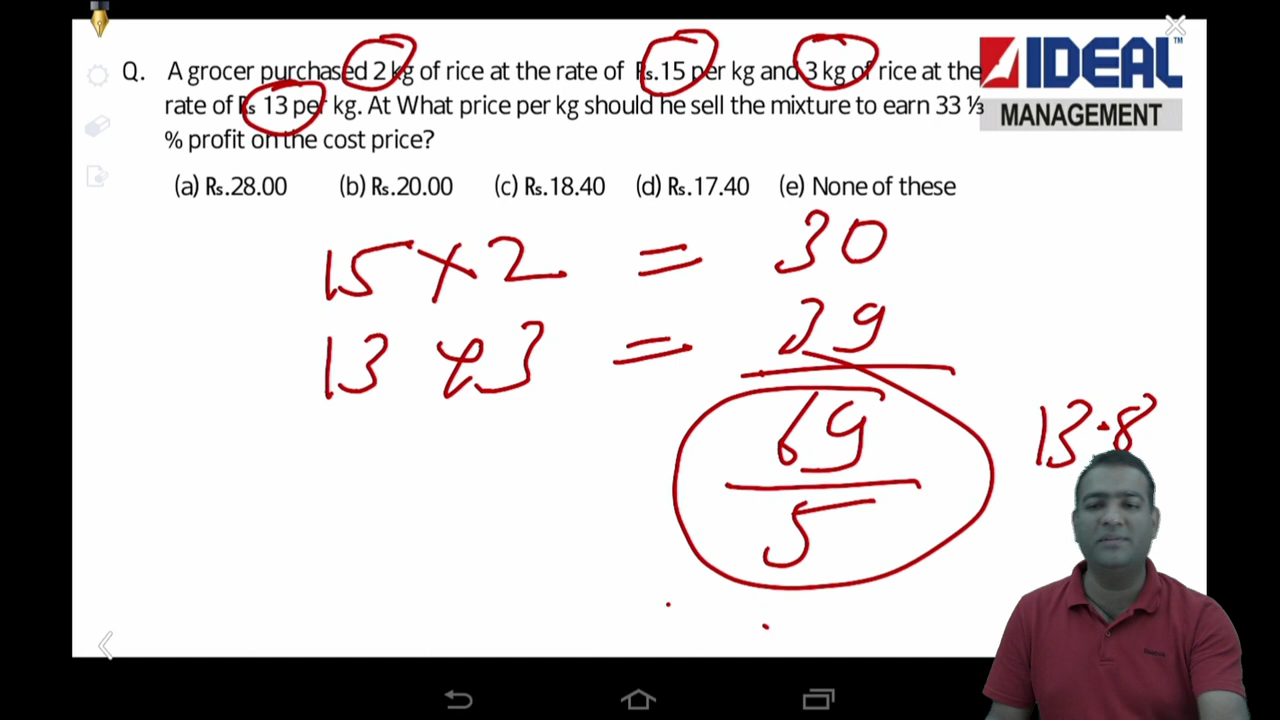 Q. A grocer purchased 2 kg of rice at the rate of Rs.15 per kg and 3 kg of rice at the
rate of Rs 13 per kg. At What price per kg should he sell the mixture to earn 33 ⅓
% profit on the cost price?
(a) Rs.28.00 (b) Rs.20.00 (c) Rs.18.40 (d) Rs.17.40 (e) None of these
IDEAL™
MANAGEMENT
15 × 2 = 30
13 × 3 = 39
69
5
13.8